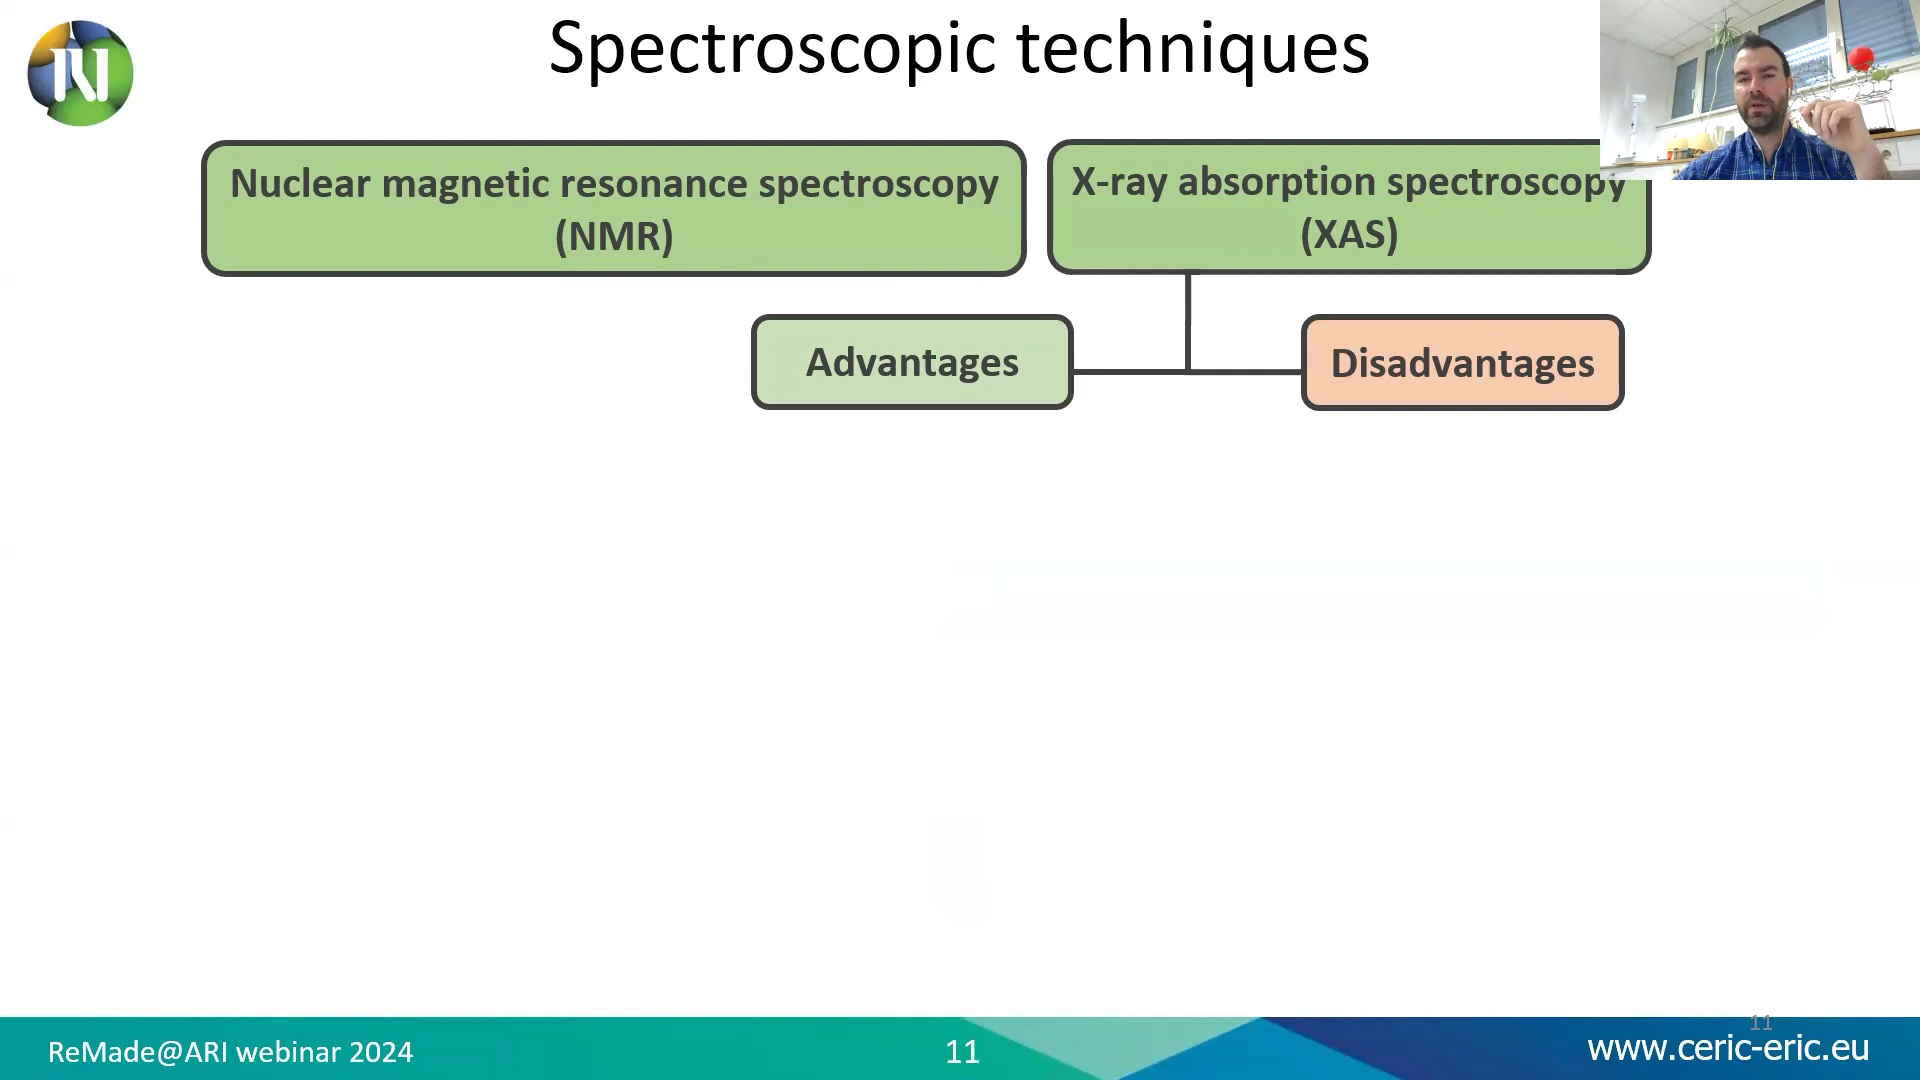 Spectroscopic techniques
Nuclear magnetic resonance spectroscopy
(NMR)
X-ray absorption spectroscopy
(XAS)
Advantages
Disadvantages
ReMade@ARI webinar 2024
11
11
www.ceric-eric.eu